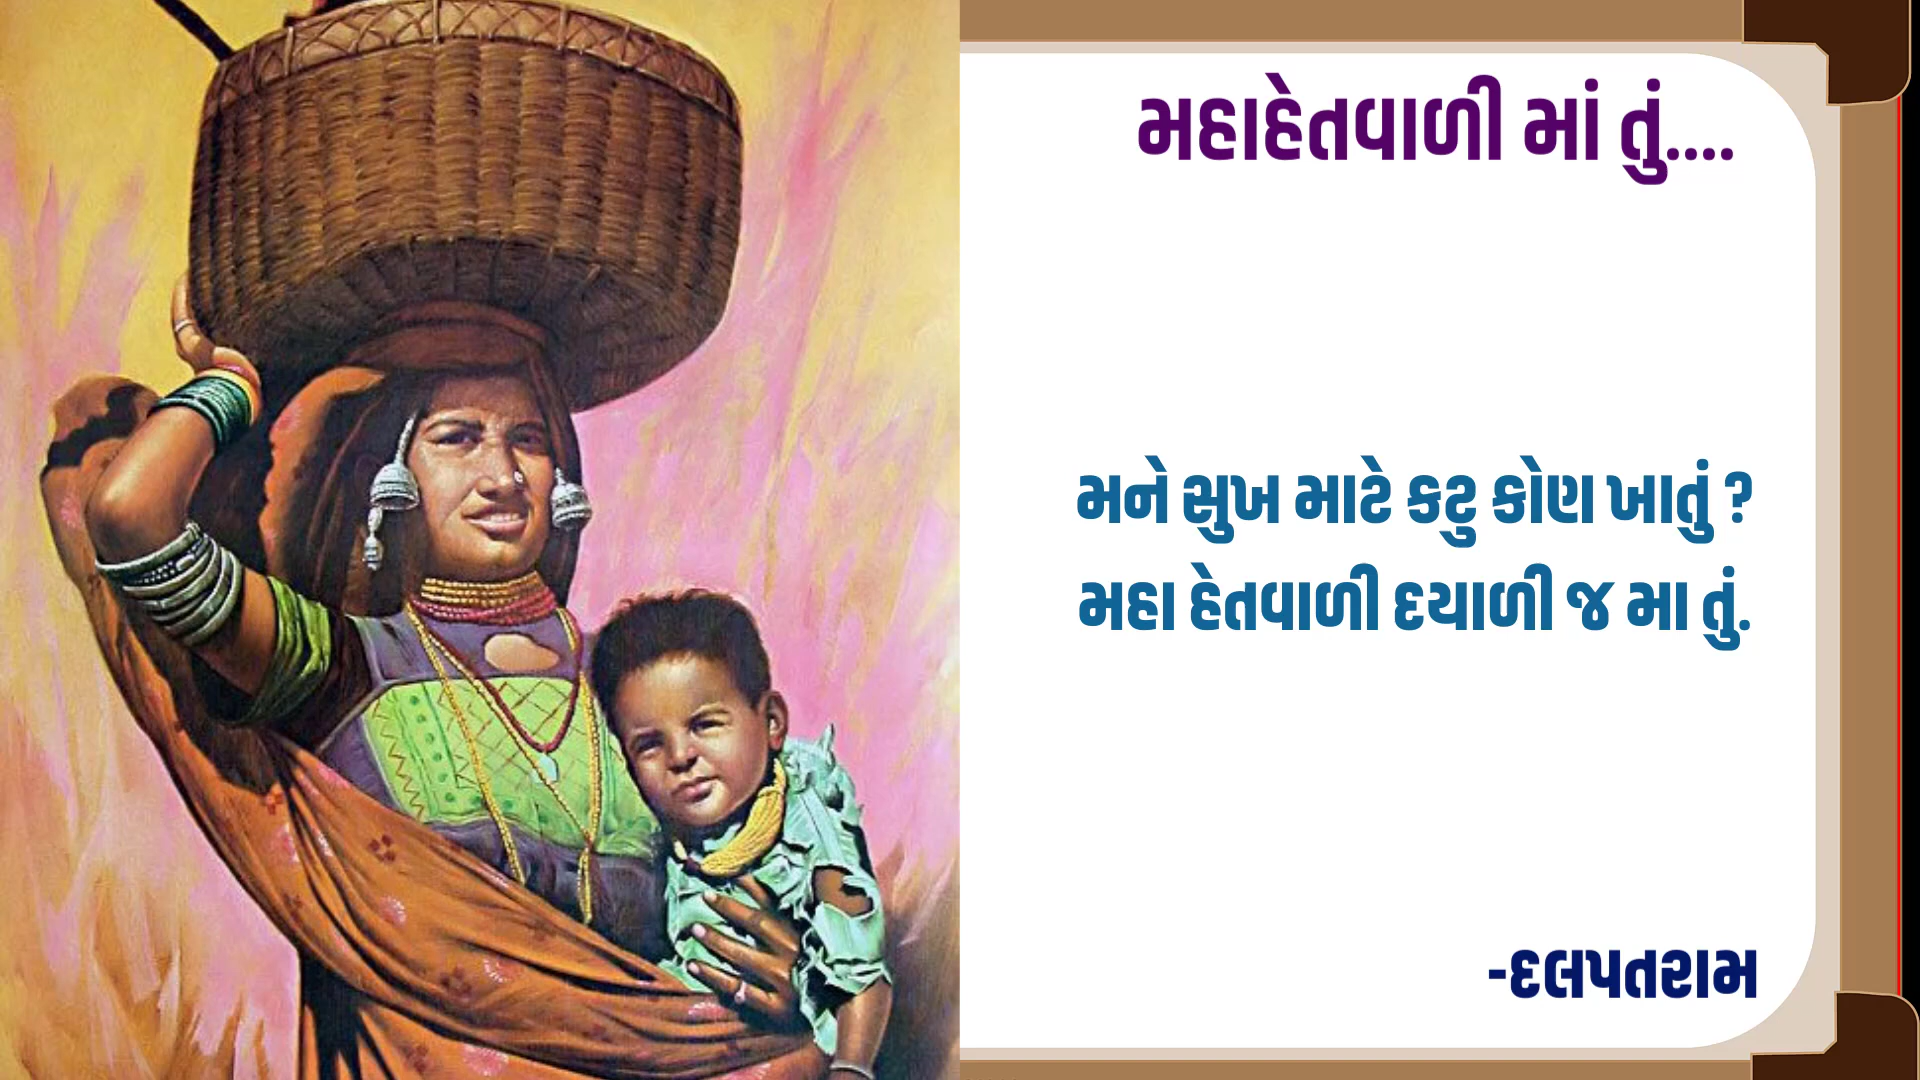 મહાહેતવાળી માં તું....
મને સુખ માટે કટુ કોણ ખાતું ?
મહા હેતવાળી દયાળી જ મા તું.
-દલપતરામ